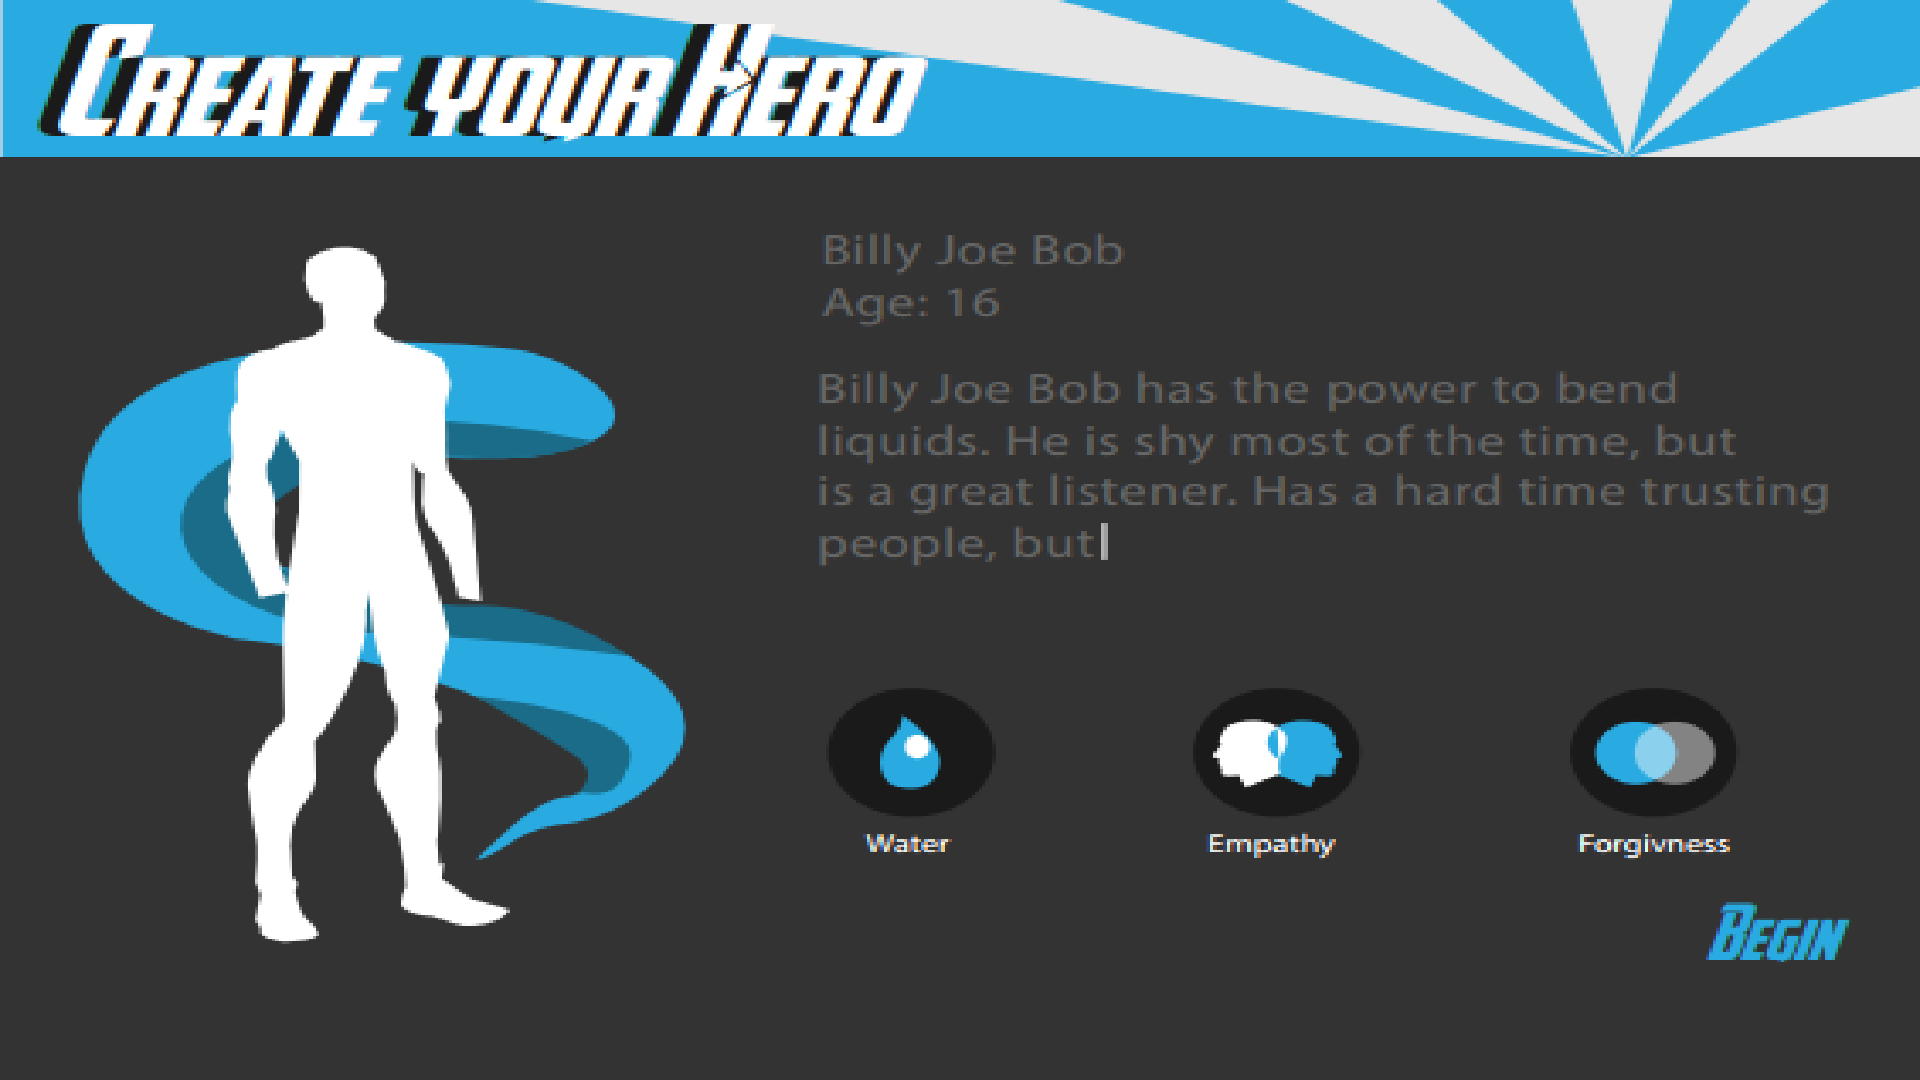 Create your Hero
Billy Joe Bob
Age: 16
Billy Joe Bob has the power to bend
liquids. He is shy most of the time, but
is a great listener. Has a hard time trusting
people, but
Water
Empathy
Forgivness
Begin